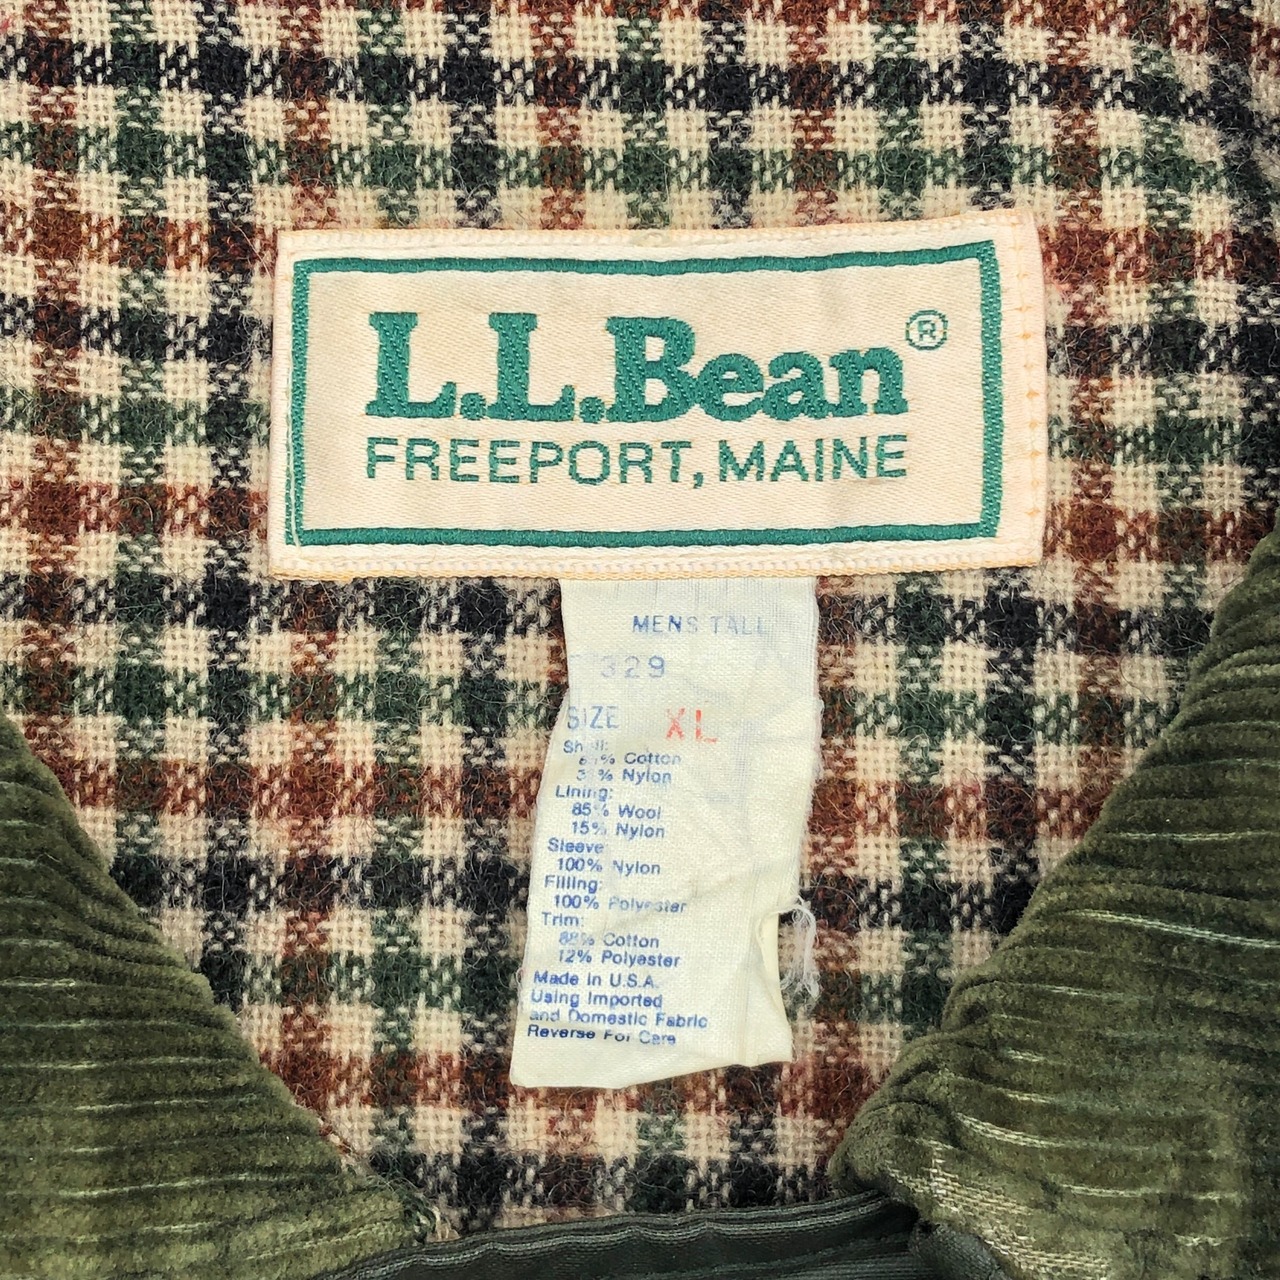 L.L.Bean®
FREEPORT, MAINE
MENS TALL
329
SIZE XL
Cotton
% Nylon
Lining:
85% Wool
15% Nylon
Sleeve
100% Nylon
Filling:
100% Polyester
Trim:
88% Cotton
12% Polyester
Made In U.S.A.
Using Imported
and Domestic Fabric
Reverse For Care